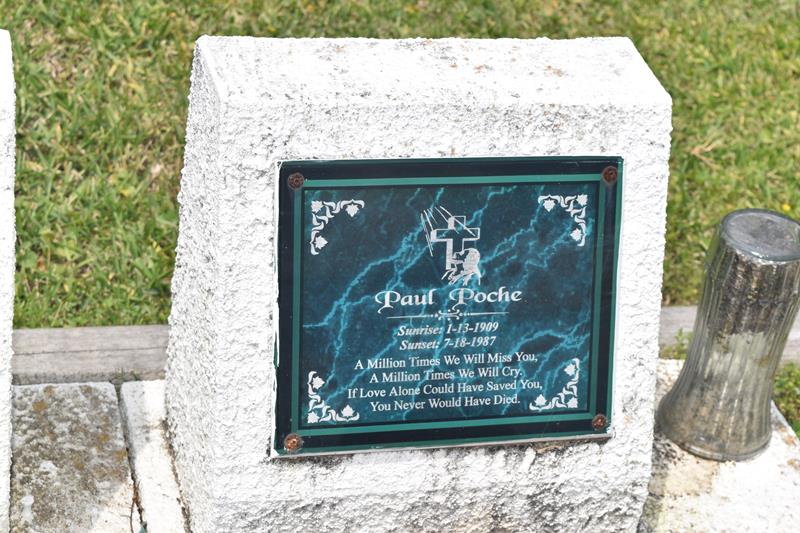 Paul Poche
Sunrise: 1-13-1909
Sunset: 7-18-1987
A Million Times We Will Miss You,
A Million Times We Will Cry.
If Love Alone Could Have Saved You,
You Never Would Have Died.